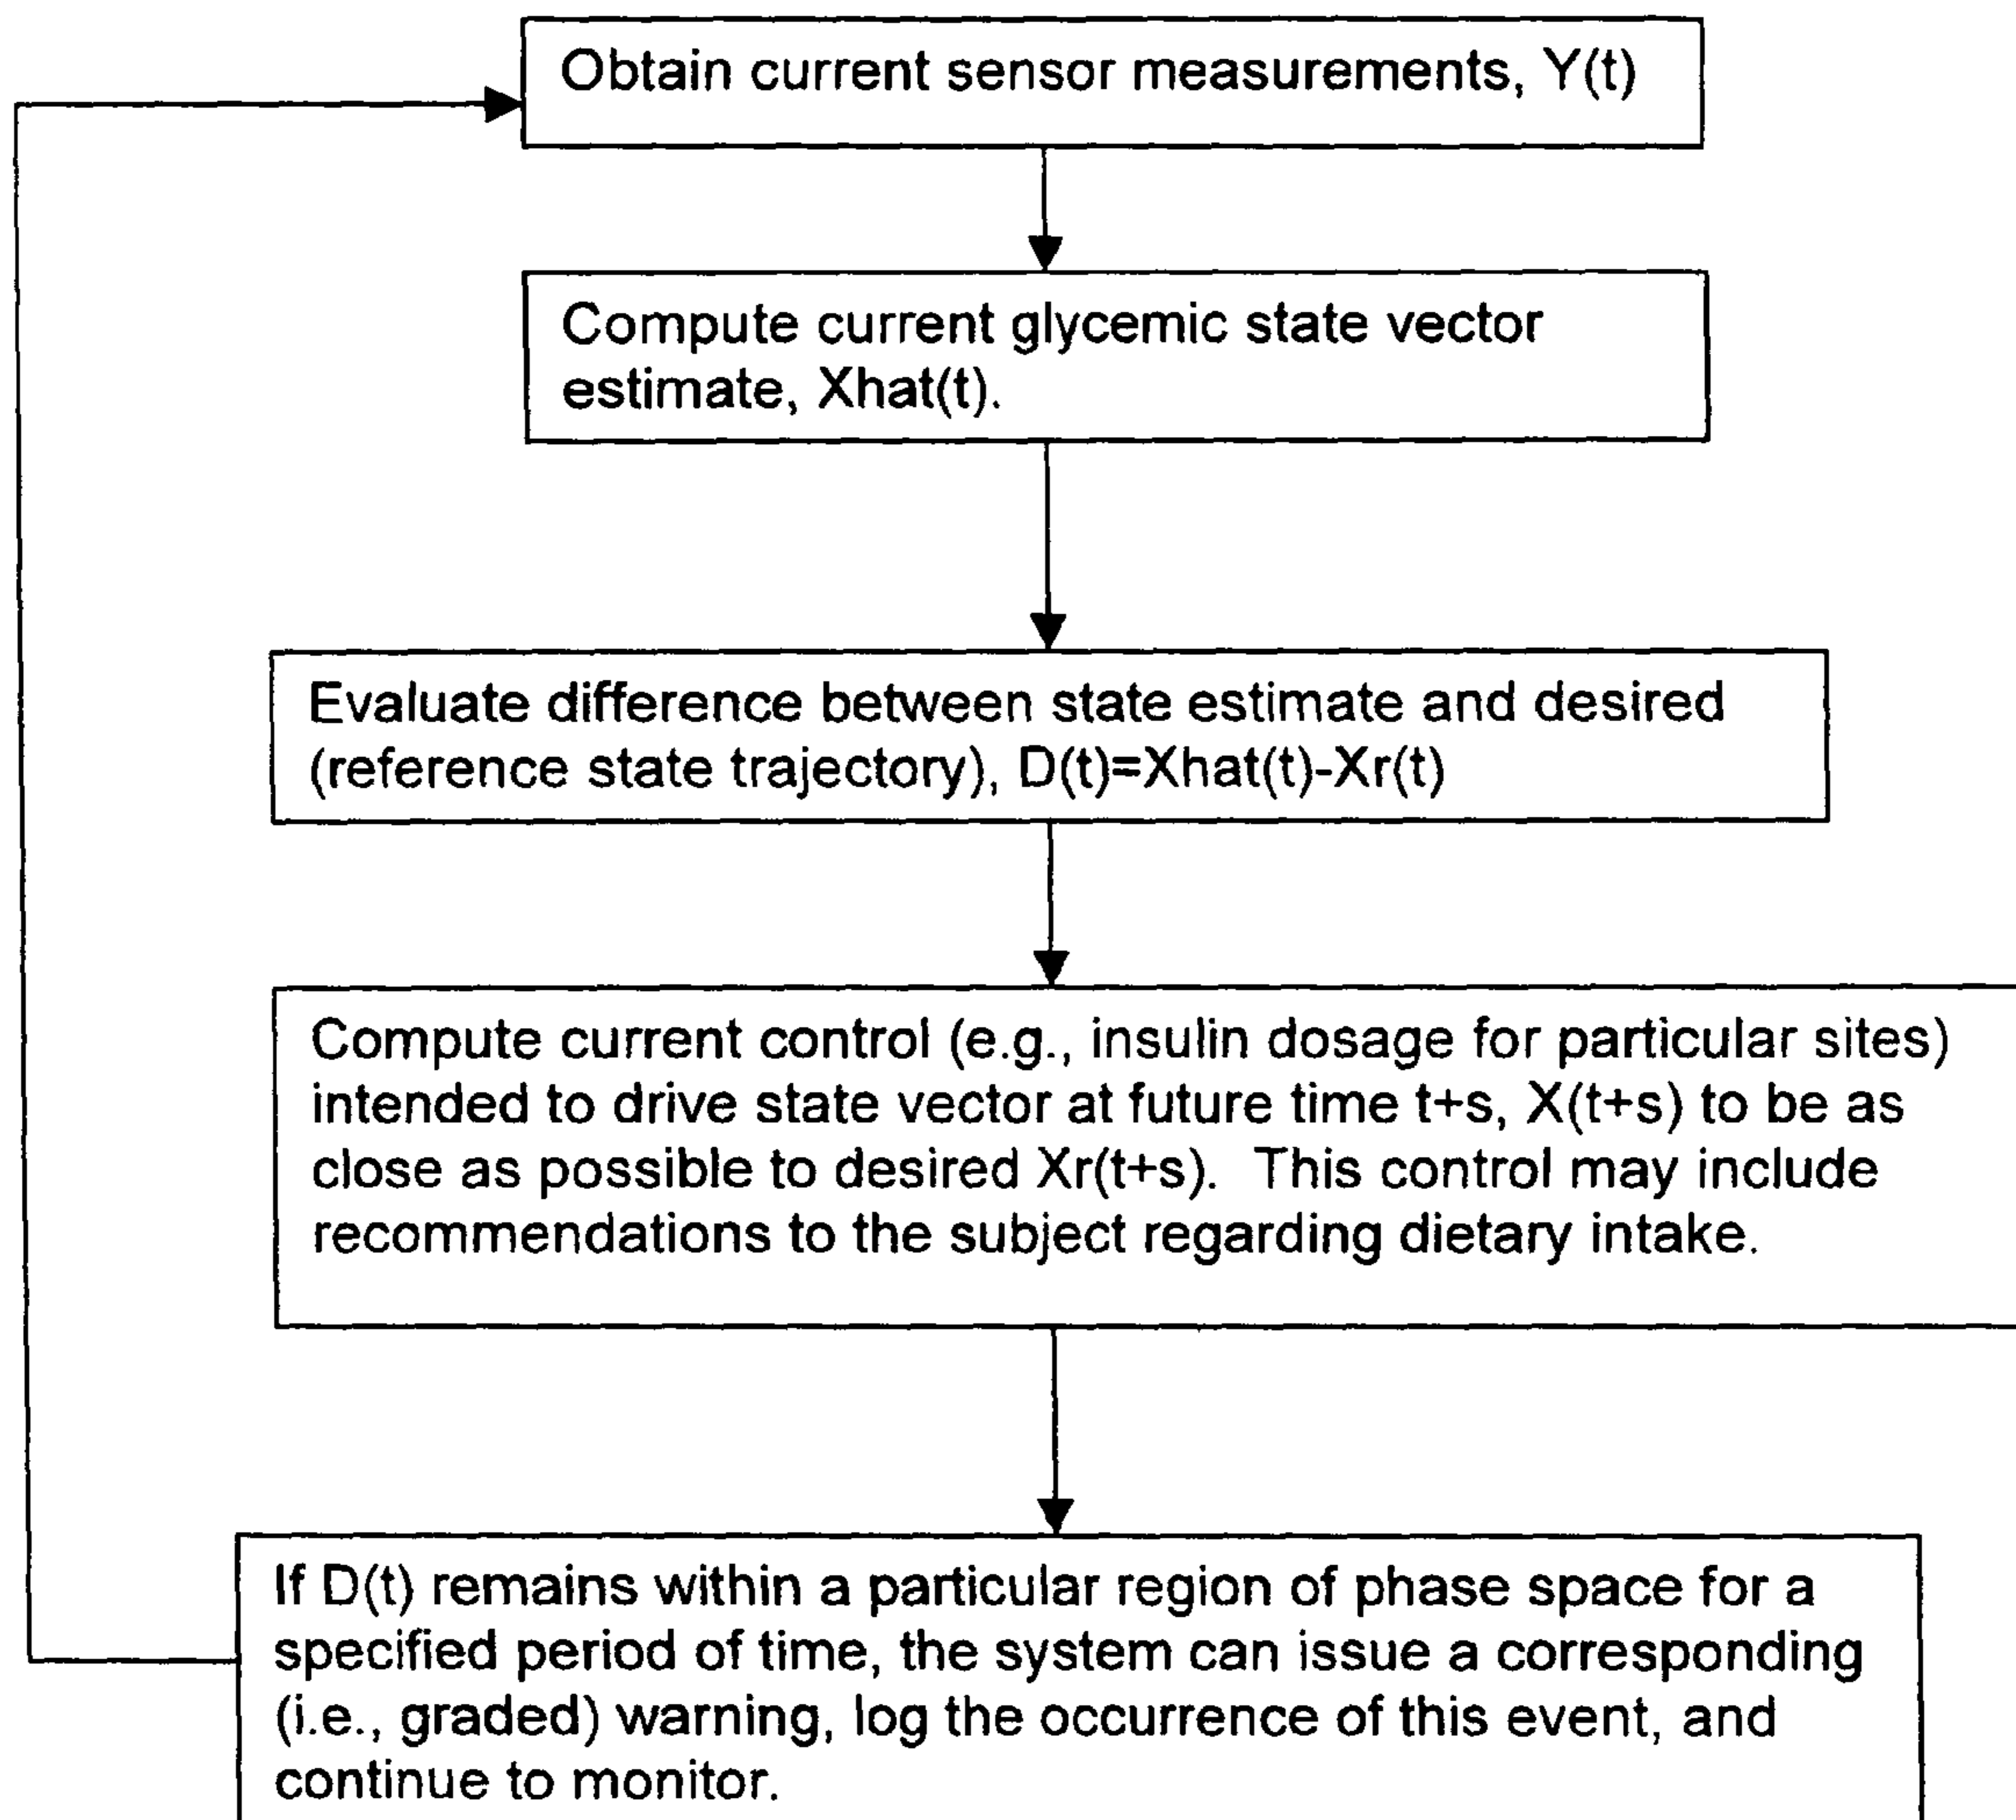 Obtain current sensor measurements, Y(t)
Compute current glycemic state vector
estimate, Xhat(t).
Evaluate difference between state estimate and desired
(reference state trajectory), D(t)=Xhat(t)-Xr(t)
Compute current control (e.g., insulin dosage for particular sites)
intended to drive state vector at future time t+s, X(t+s) to be as
close as possible to desired Xr(t+s).  This control may include
recommendations to the subject regarding dietary intake.
If D(t) remains within a particular region of phase space for a
specified period of time, the system can issue a corresponding
(i.e., graded) warning, log the occurrence of this event, and
continue to monitor.